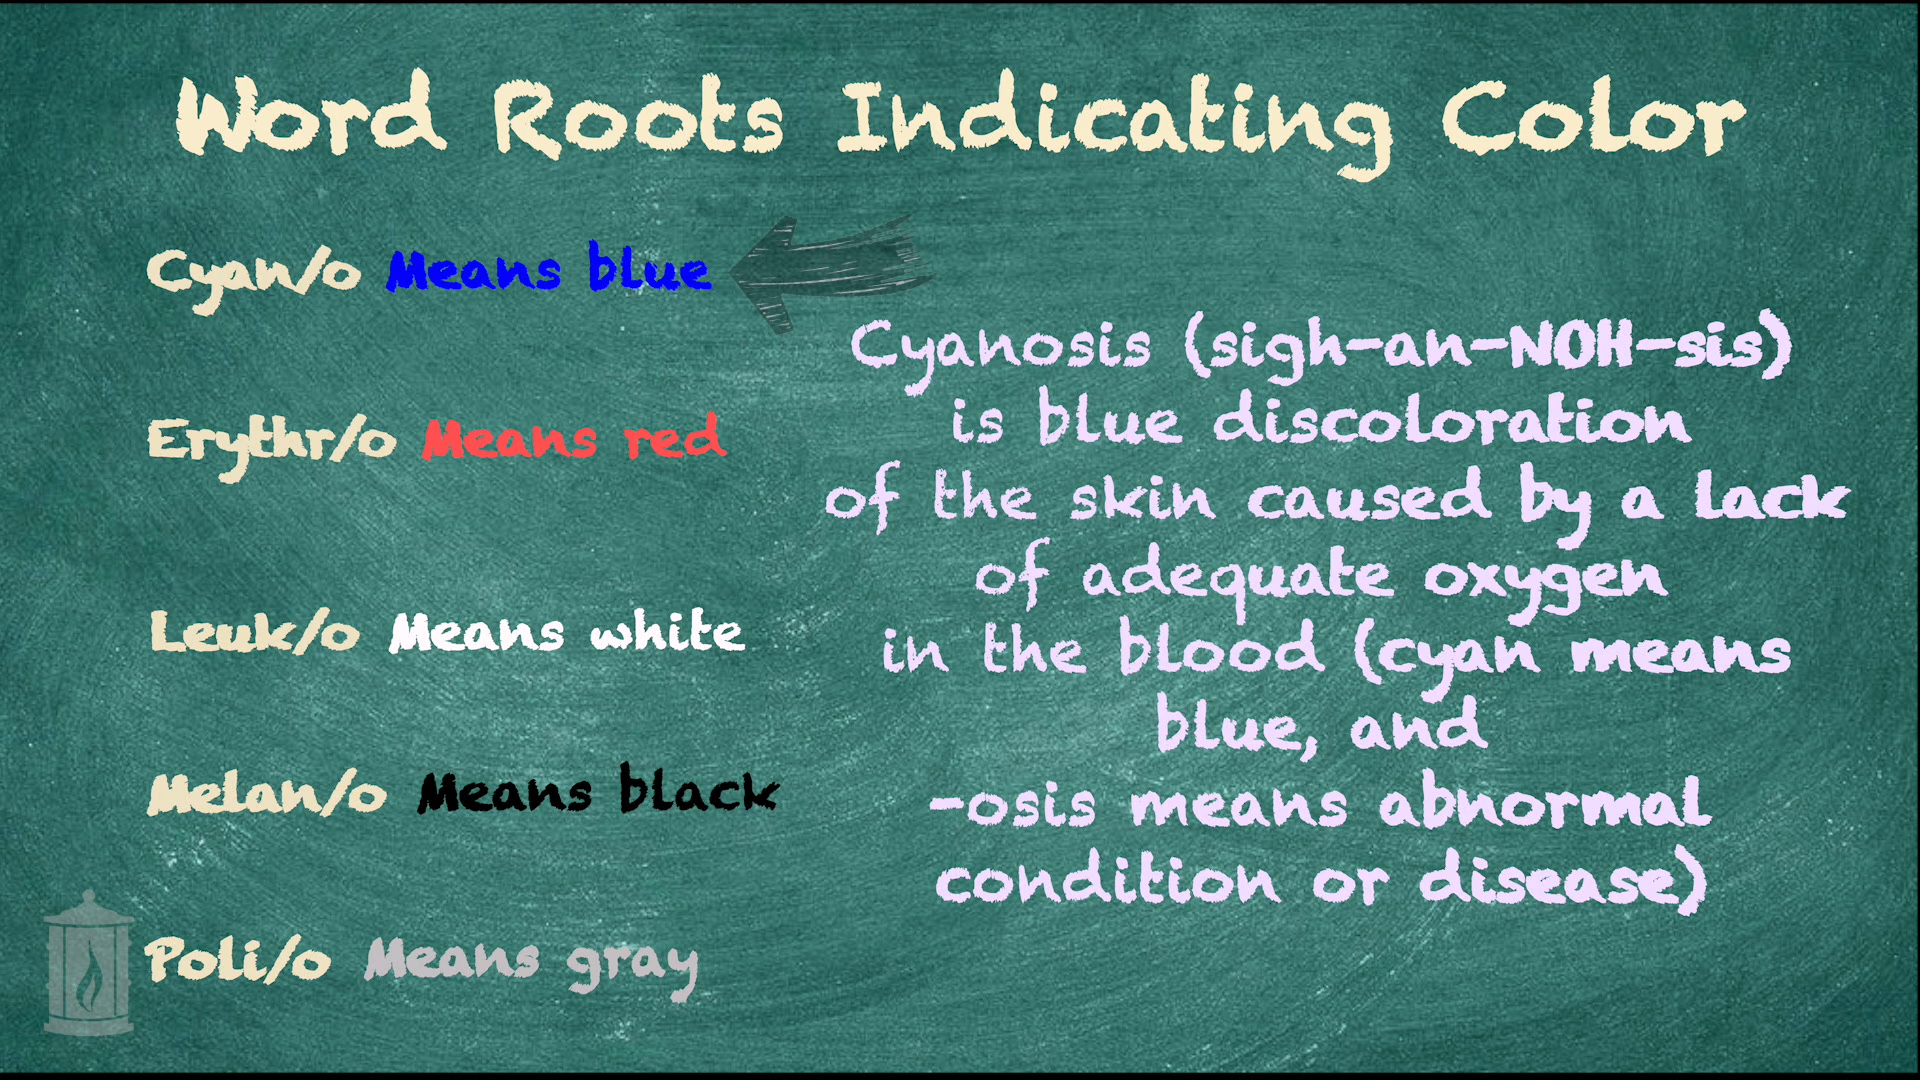 Word Roots Indicating Color
Cyan/o Means blue
Erythr/o Means red
Leuk/o Means white
Melan/o Means black
Poli/o Means gray
Cyanosis (sigh-an-NOH-sis)
is blue discoloration
of the skin caused by a lack
of adequate oxygen
in the blood (cyan means
blue, and
-osis means abnormal
condition or disease)